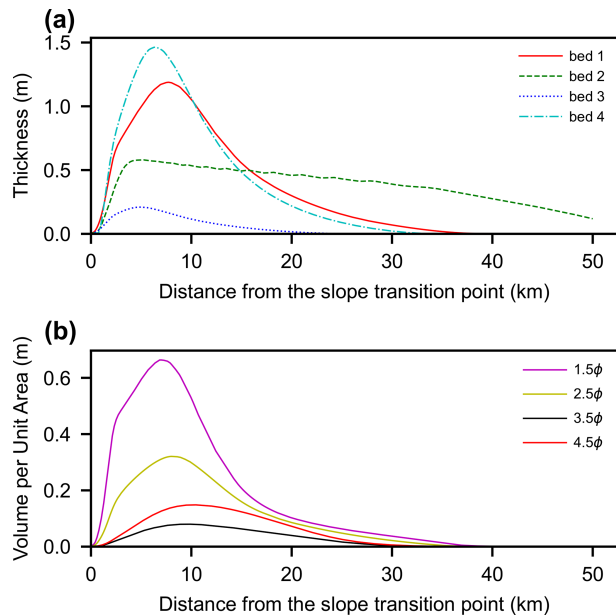 (a)
1.5
1.0
0.5
0.0
Thickness (m)
bed 1
bed 2
bed 3
bed 4
0 10 20 30 40 50
Distance from the slope transition point (km)
(b)
0.6
0.4
0.2
0.0
Volume per Unit Area (m)
1.5ϕ
2.5ϕ
3.5ϕ
4.5ϕ
0 10 20 30 40 50
Distance from the slope transition point (km)